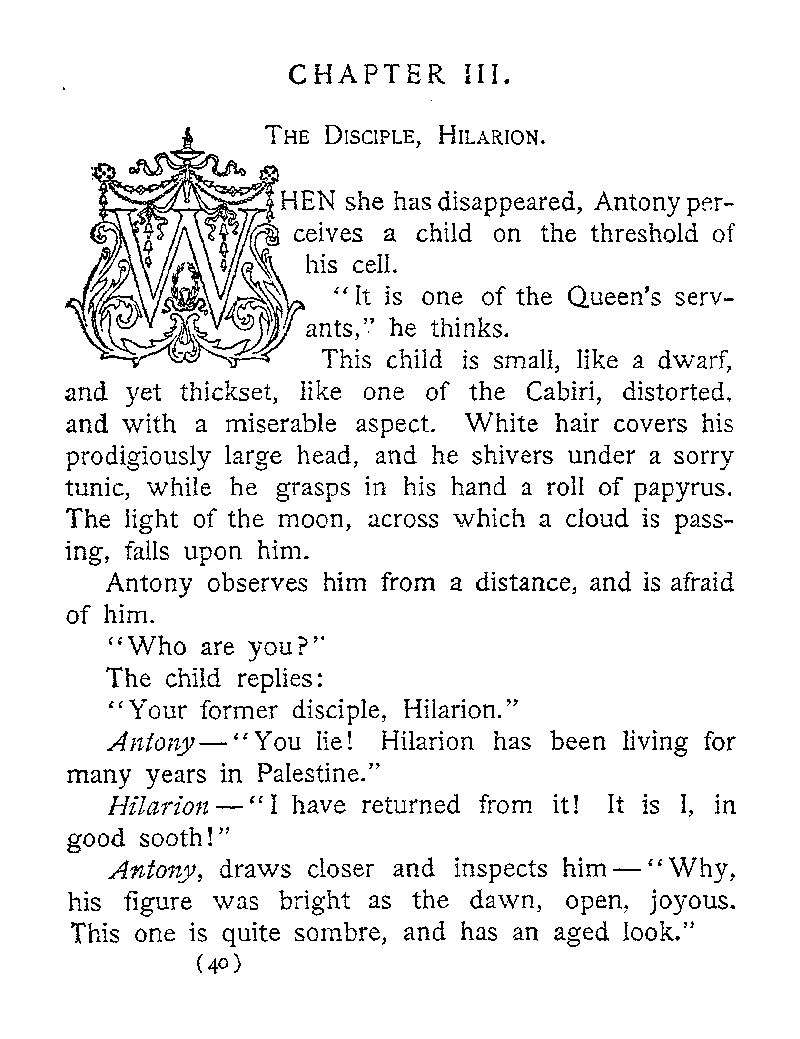 CHAPTER III.
THE DISCIPLE, HILARION.
WHEN she has disappeared, Antony per-
ceives a child on the threshold of
his cell.
“It is one of the Queen’s serv-
ants,” he thinks.
This child is small, like a dwarf,
and yet thickset, like one of the Cabiri, distorted,
and with a miserable aspect. White hair covers his
prodigiously large head, and he shivers under a sorry
tunic, while he grasps in his hand a roll of papyrus.
The light of the moon, across which a cloud is pass-
ing, falls upon him.
Antony observes him from a distance, and is afraid
of him.
“Who are you?”
The child replies:
“Your former disciple, Hilarion.”
Antony—“You lie! Hilarion has been living for
many years in Palestine.”
Hilarion—“I have returned from it! It is I, in
good sooth!”
Antony, draws closer and inspects him—“Why,
his figure was bright as the dawn, open, joyous.
This one is quite sombre, and has an aged look.”
(40)